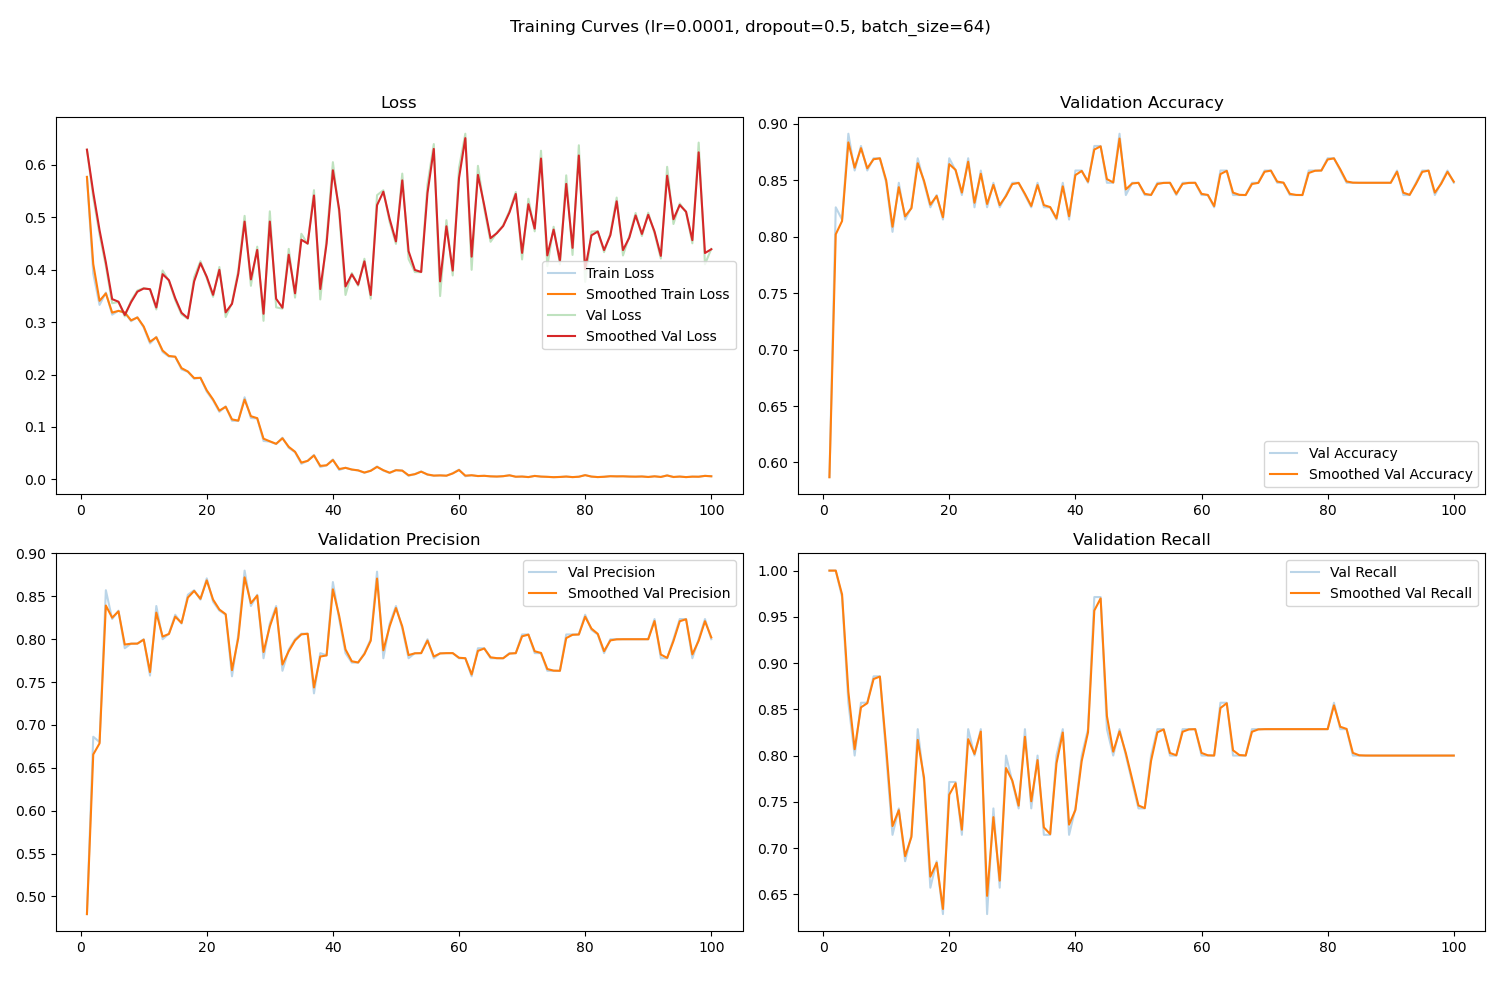 Training Curves (lr=0.0001, dropout=0.5, batch_size=64)
Loss
0.6
0.5
0.4
0.3
0.2
0.1
0.0
0 20 40 60 80 100
Train Loss
Smoothed Train Loss
Val Loss
Smoothed Val Loss
Validation Accuracy
0.90
0.85
0.80
0.75
0.70
0.65
0.60
0 20 40 60 80 100
Val Accuracy
Smoothed Val Accuracy
Validation Precision
0.90
0.85
0.80
0.75
0.70
0.65
0.60
0.55
0.50
0 20 40 60 80 100
Val Precision
Smoothed Val Precision
Validation Recall
1.00
0.95
0.90
0.85
0.80
0.75
0.70
0.65
0 20 40 60 80 100
Val Recall
Smoothed Val Recall